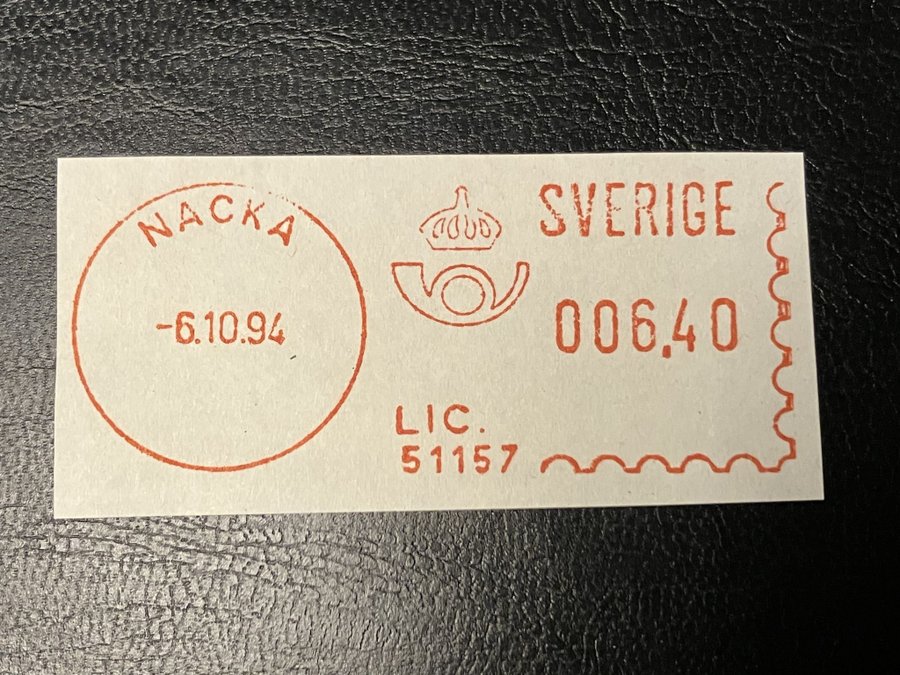 NACKA
-6.10.94
SVERIGE
006,40
LIC.
51157